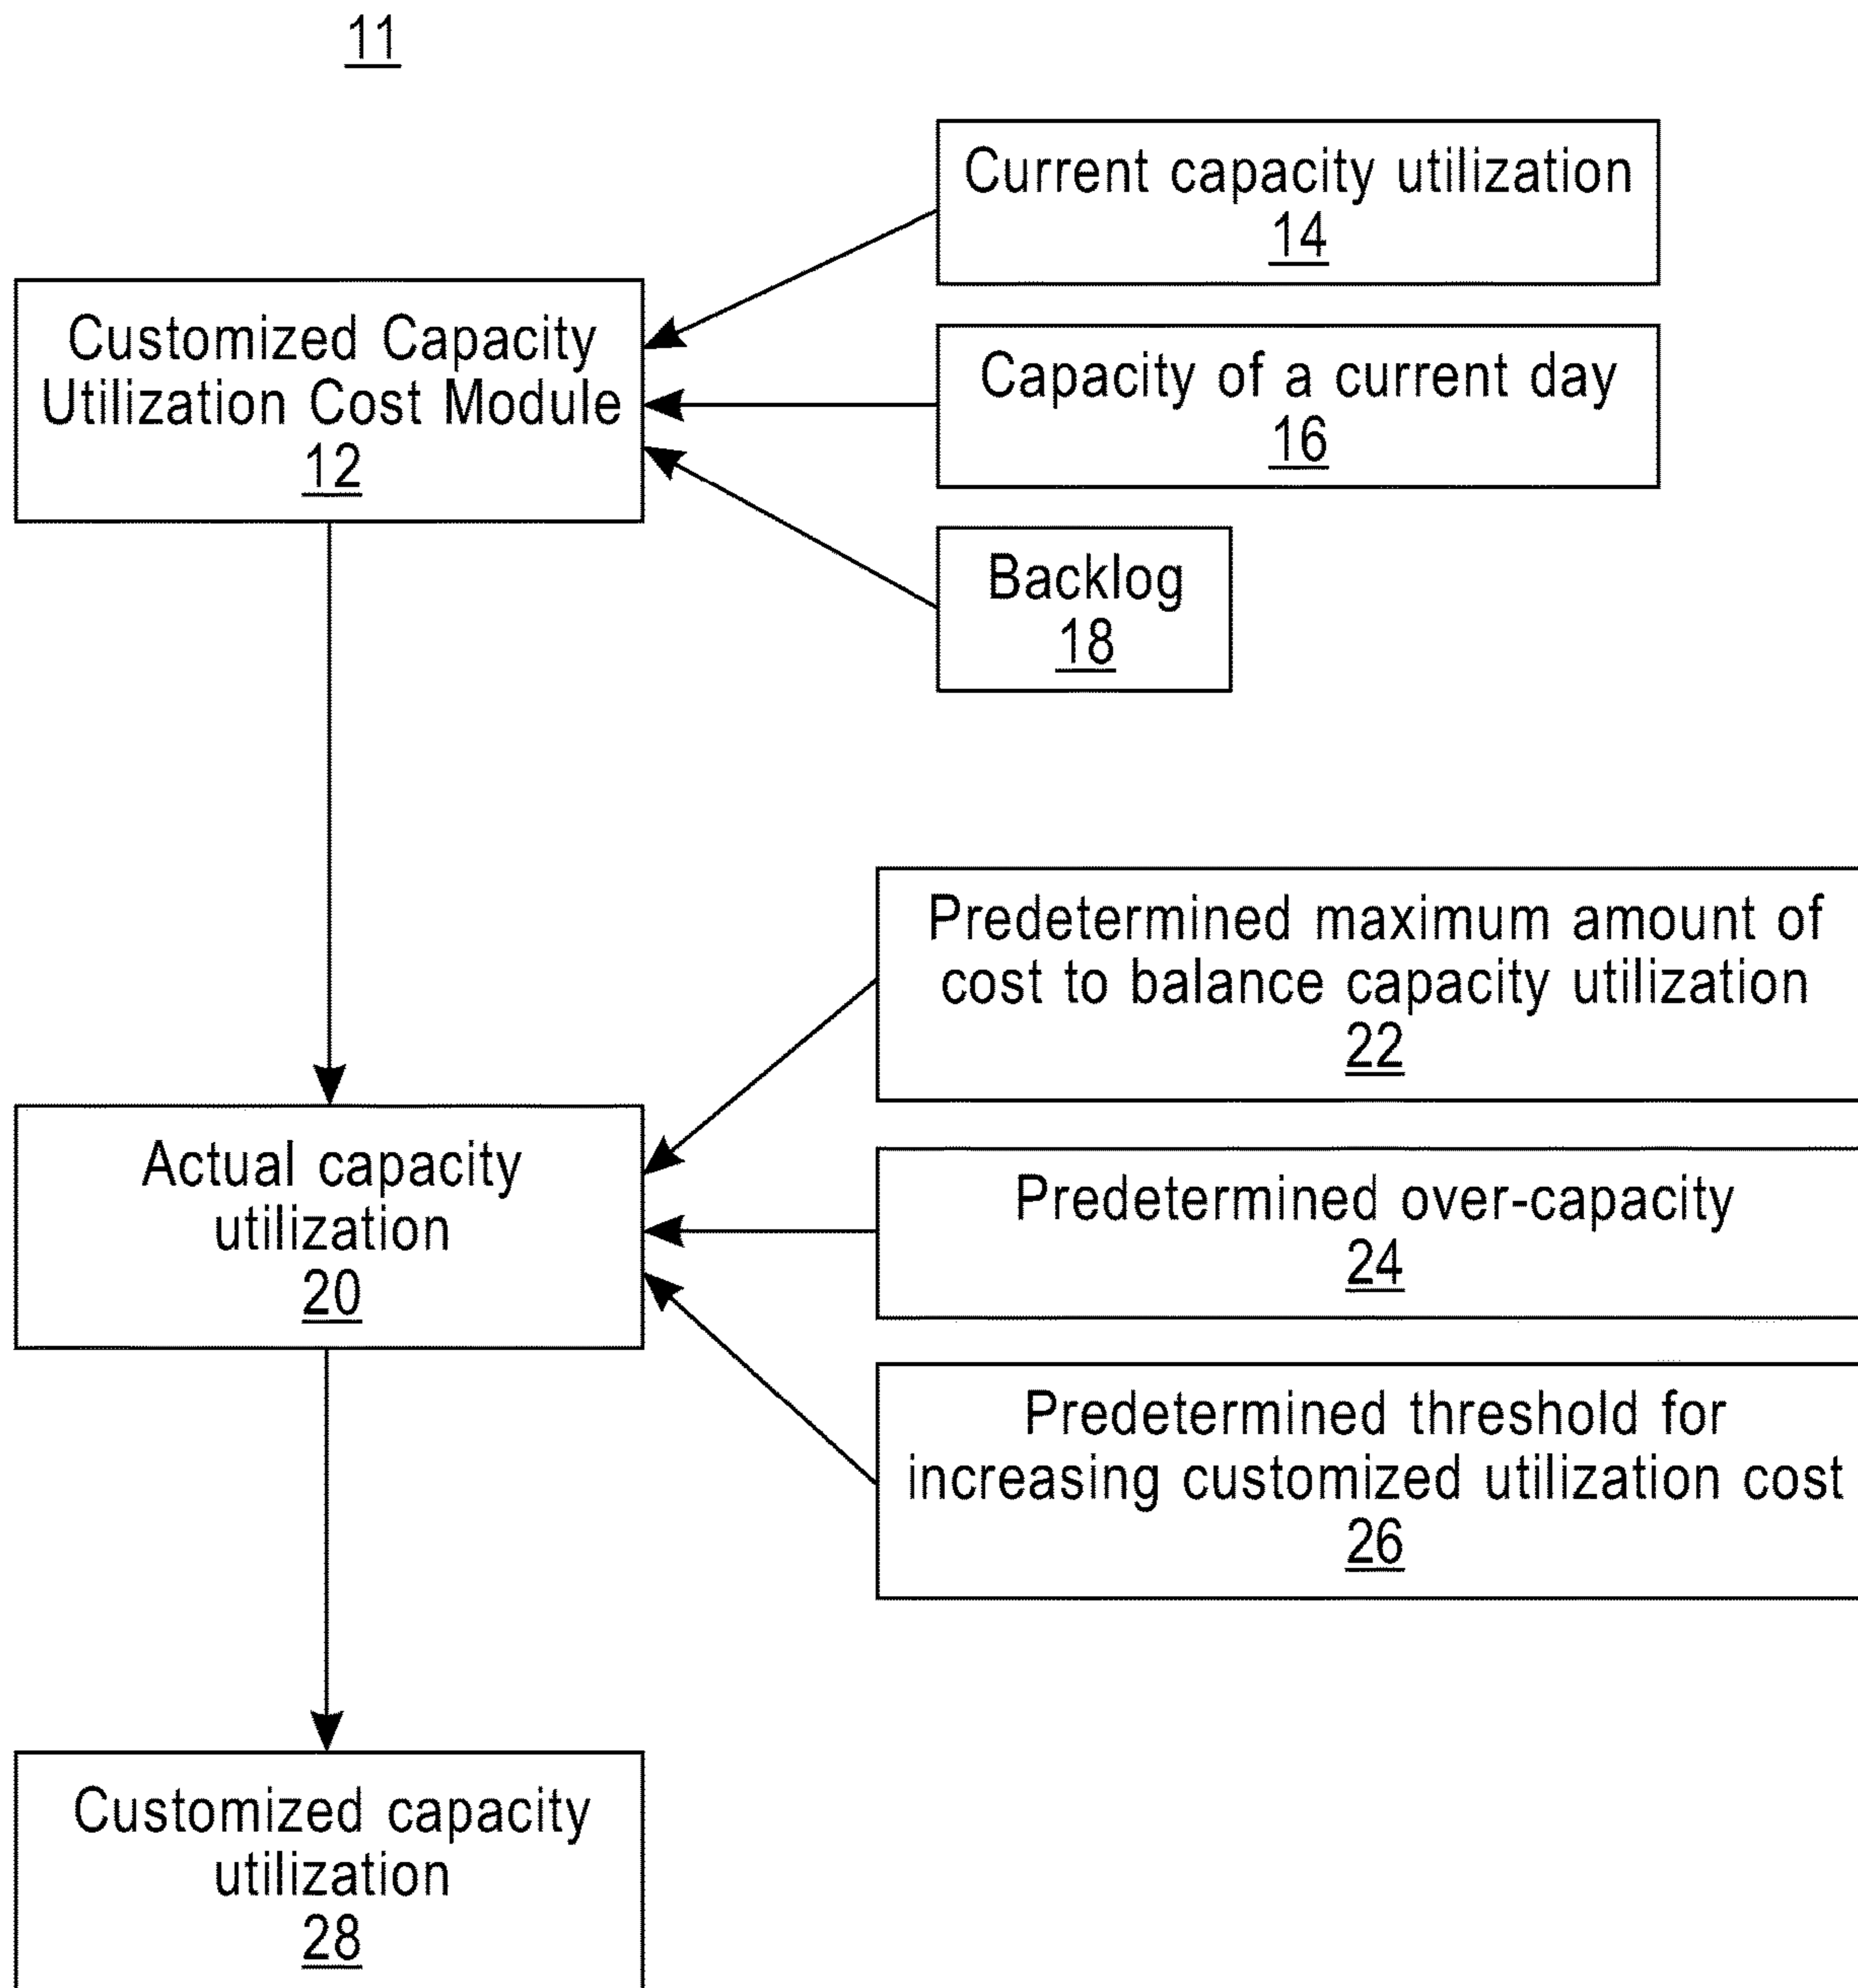 11
Current capacity utilization
14
Customized Capacity
Utilization Cost Module
12
Capacity of a current day
16
Backlog
18
Predetermined maximum amount of
cost to balance capacity utilization
22
Actual capacity
utilization
20
Predetermined over-capacity
24
Predetermined threshold for
increasing customized utilization cost
26
Customized capacity
utilization
28